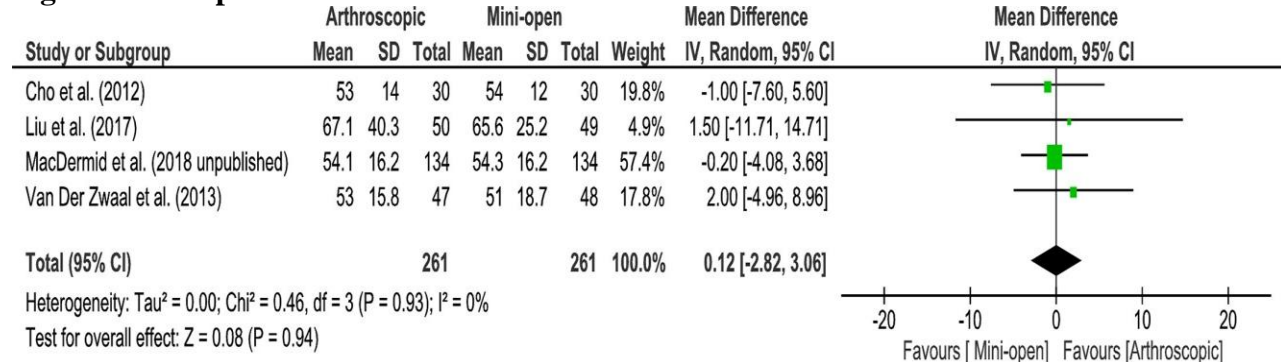 Arthroscopic Mini-open Mean Difference Mean Difference
Study or Subgroup Mean SD Total Mean SD Total Weight IV, Random, 95% CI IV, Random, 95% CI
Cho et al. (2012) 53 14 30 54 12 30 19.8% -1.00 [-7.60, 5.60]
Liu et al. (2017) 67.1 40.3 50 65.6 25.2 49 4.9% 1.50 [-11.71, 14.71]
MacDermid et al. (2018 unpublished) 54.1 16.2 134 54.3 16.2 134 57.4% -0.20 [-4.08, 3.68]
Van Der Zwaal et al. (2013) 53 15.8 47 51 18.7 48 17.8% 2.00 [-4.96, 8.96]
Total (95% CI) 261 261 100.0% 0.12 [-2.82, 3.06]
Heterogeneity: Tau² = 0.00; Chi² = 0.46, df = 3 (P = 0.93); I² = 0%
Test for overall effect: Z = 0.08 (P = 0.94)
-20 -10 0 10 20
Favours [ Mini-open] Favours [Arthroscopic]